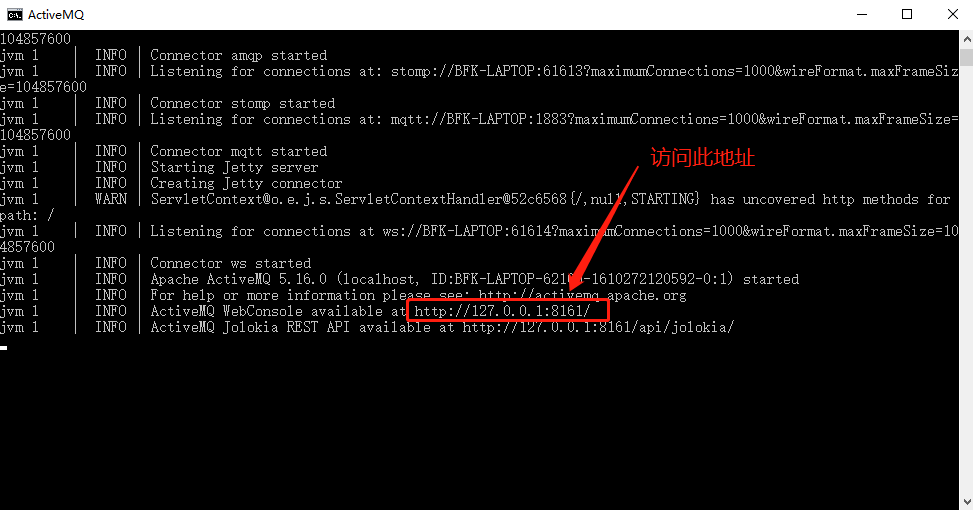 ActiveMQ
104857600
jvm 1    | INFO | Connector amqp started
jvm 1    | INFO | Listening for connections at: stomp://BFK-LAPTOP:61613?maximumConnections=1000&wireFormat.maxFrameSiz
e=104857600
jvm 1    | INFO | Connector stomp started
jvm 1    | INFO | Listening for connections at: mqtt://BFK-LAPTOP:1883?maximumConnections=1000&wireFormat.maxFrameSize=
104857600
jvm 1    | INFO | Connector mqtt started
访问此地址
jvm 1    | INFO | Starting Jetty server
jvm 1    | INFO | Creating Jetty connector
jvm 1    | WARN | ServletContext@o.e.j.s.ServletContextHandler@52c6568{/,null,STARTING} has uncovered http methods for
path: /
jvm 1    | INFO | Listening for connections at ws://BFK-LAPTOP:61614?maximumConnections=1000&wireFormat.maxFrameSize=10
4857600
jvm 1    | INFO | Connector ws started
jvm 1    | INFO | Apache ActiveMQ 5.16.0 (localhost, ID:BFK-LAPTOP-1610272120592-0:1) started
jvm 1    | INFO | For help or more information please see: http://activemq.apache.org
jvm 1    | INFO | ActiveMQ WebConsole available at http://127.0.0.1:8161/
jvm 1    | INFO | ActiveMQ Jolokia REST API available at http://127.0.0.1:8161/api/jolokia/